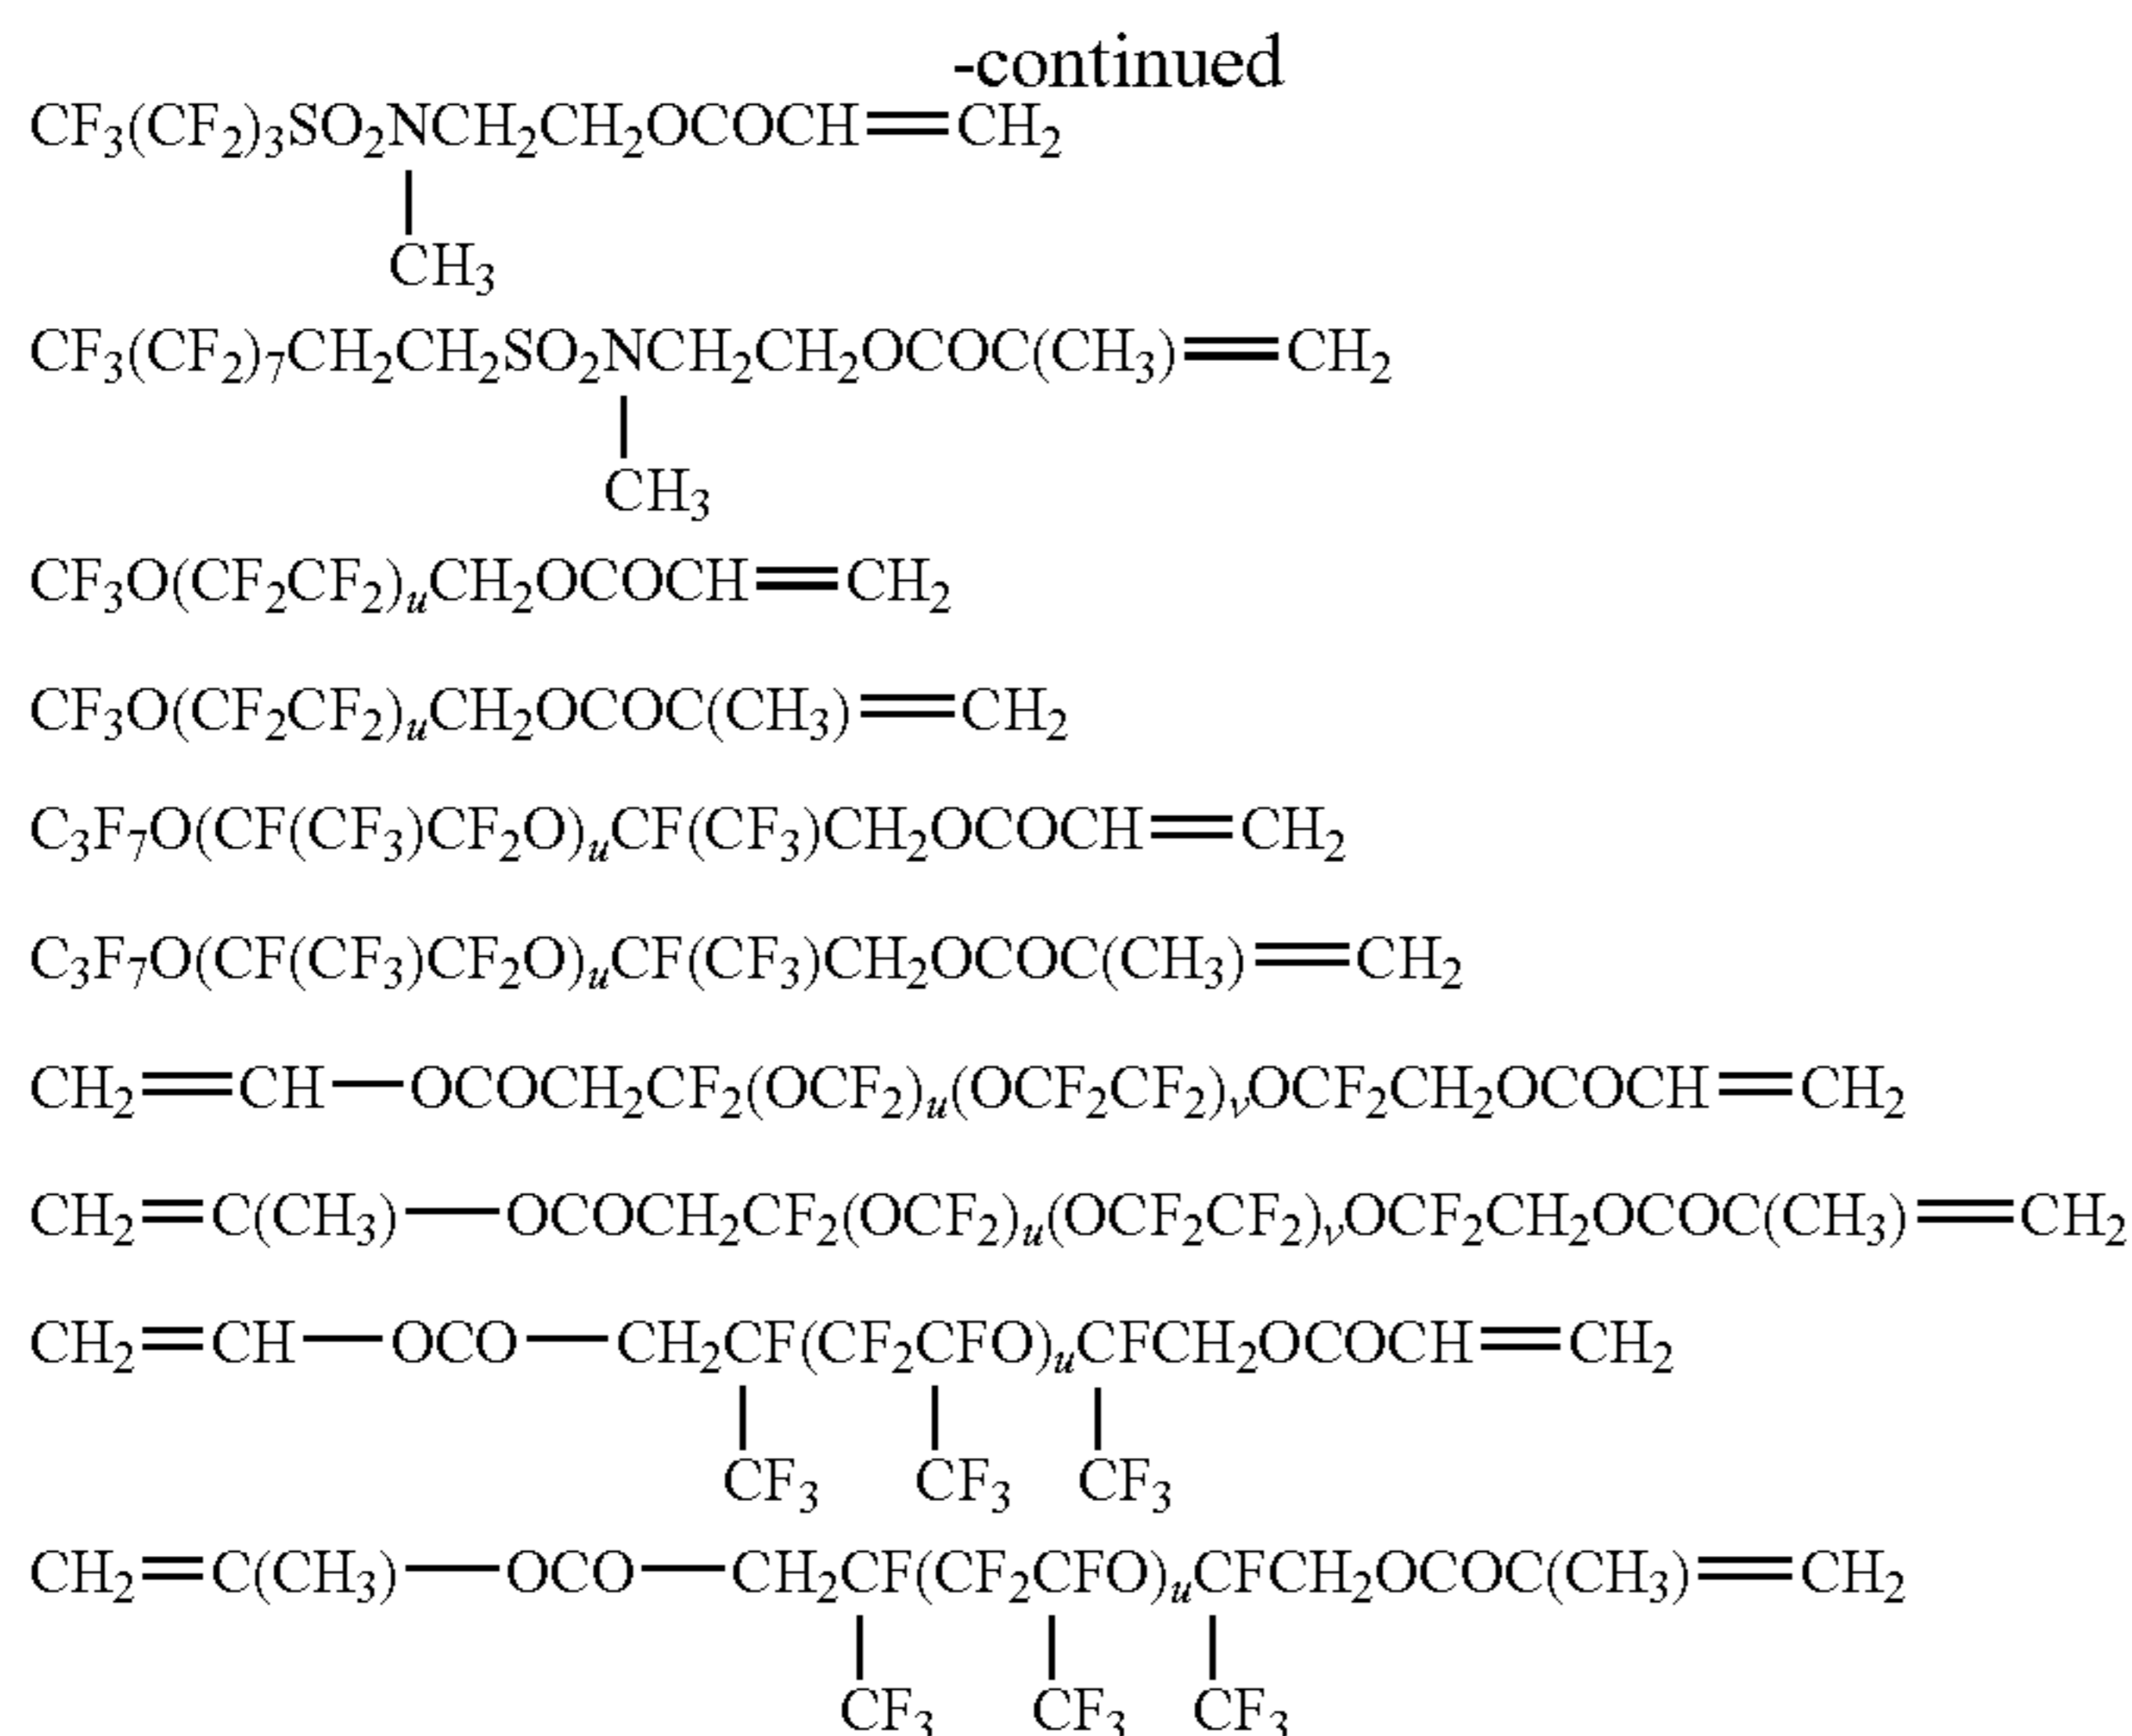 -continued
CF₃(CF₂)₃SO₂NCH₂CH₂OCOCH=CH₂
CH₃
CF₃(CF₂)₇CH₂CH₂SO₂NCH₂CH₂OCOC(CH₃)=CH₂
CH₃
CF₃O(CF₂CF₂)ᵤCH₂OCOCH=CH₂
CF₃O(CF₂CF₂)ᵤCH₂OCOC(CH₃)=CH₂
C₃F₇O(CF(CF₃)CF₂O)ᵤCF(CF₃)CH₂OCOCH=CH₂
C₃F₇O(CF(CF₃)CF₂O)ᵤCF(CF₃)CH₂OCOC(CH₃)=CH₂
CH₂=CH—OCOCH₂CF₂(OCF₂)ᵤ(OCF₂CF₂)ᵥOCF₂CH₂OCOCH=CH₂
CH₂=C(CH₃)—OCOCH₂CF₂(OCF₂)ᵤ(OCF₂CF₂)ᵥOCF₂CH₂OCOC(CH₃)=CH₂
CH₂=CH—OCO—CH₂CF(CF₂CFO)ᵤCFCH₂OCOCH=CH₂
CF₃ CF₃ CF₃
CH₂=C(CH₃)—OCO—CH₂CF(CF₂CFO)ᵤCFCH₂OCOC(CH₃)=CH₂
CF₃ CF₃ CF₃